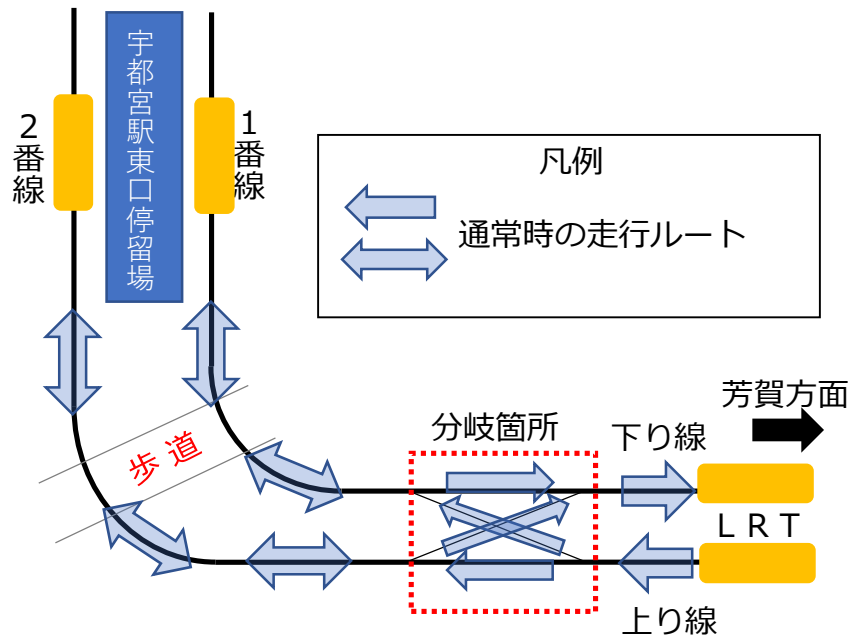 宇都宮駅東口停留場
2番線
1番線
凡例
通常時の走行ルート
芳賀方面
分岐箇所
下り線
歩道
LRT
上り線